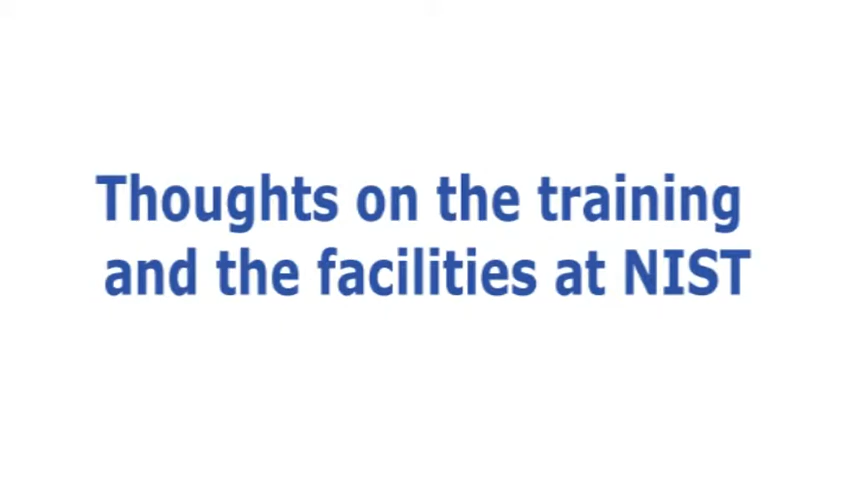 Thoughts on the training
and the facilities at NIST